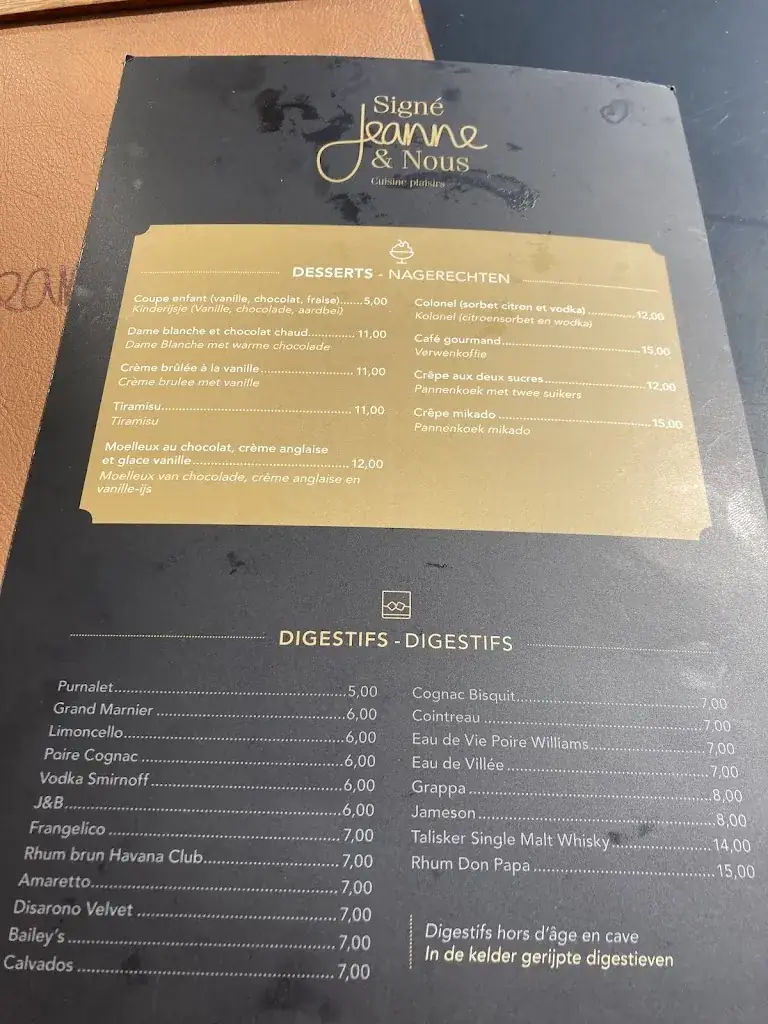 Signé
Jeanne
& Nous
Cuisine plaisirs
DESSERTS - NAGERECHTEN
Coupe enfant (vanille, chocolat, fraise).......5,00
Kinderijsje (Vanille, chocolade, aardbei)
Dame blanche et chocolat chaud............ 11,00
Dame Blanche met warme chocolade
Crème brûlée à la vanille........................ 11,00
Crème brulee met vanille
Tiramisu.................................................. 11,00
Tiramisu
Moelleux au chocolat, crème anglaise
et glace vanille........................................ 12,00
Moelleux van chocolade, crème anglaise en
vanille-ijs
Colonel (sorbet citron et vodka) ............. 12,00
Kolonel (citroensorbet en wodka)
Café gourmand.................................... 15,00
Verwenkoffie
Crêpe aux deux sucres.......................... 12,00
Pannenkoek met twee suikers
Crêpe mikado ....................................... 15,00
Pannenkoek mikado
DIGESTIFS - DIGESTIFS
Purnalet................................................5,00
Grand Marnier .......................................6,00
Limoncello.............................................6,00
Poire Cognac .........................................6,00
Vodka Smirnoff ......................................6,00
J&B........................................................6,00
Frangelico .............................................7,00
Rhum brun Havana Club...........................7,00
Amaretto................................................7,00
Disarono Velvet ......................................7,00
Bailey's ..................................................7,00
Calvados ................................................7,00
Cognac Bisquit.......................................7,00
Cointreau ..............................................7,00
Eau de Vie Poire Williams........................7,00
Eau de Villée..........................................7,00
Grappa..................................................8,00
Jameson................................................8,00
Talisker Single Malt Whisky.....................14,00
Rhum Don Papa ....................................15,00
Digestifs hors d'âge en cave
In de kelder gerijpte digestieven